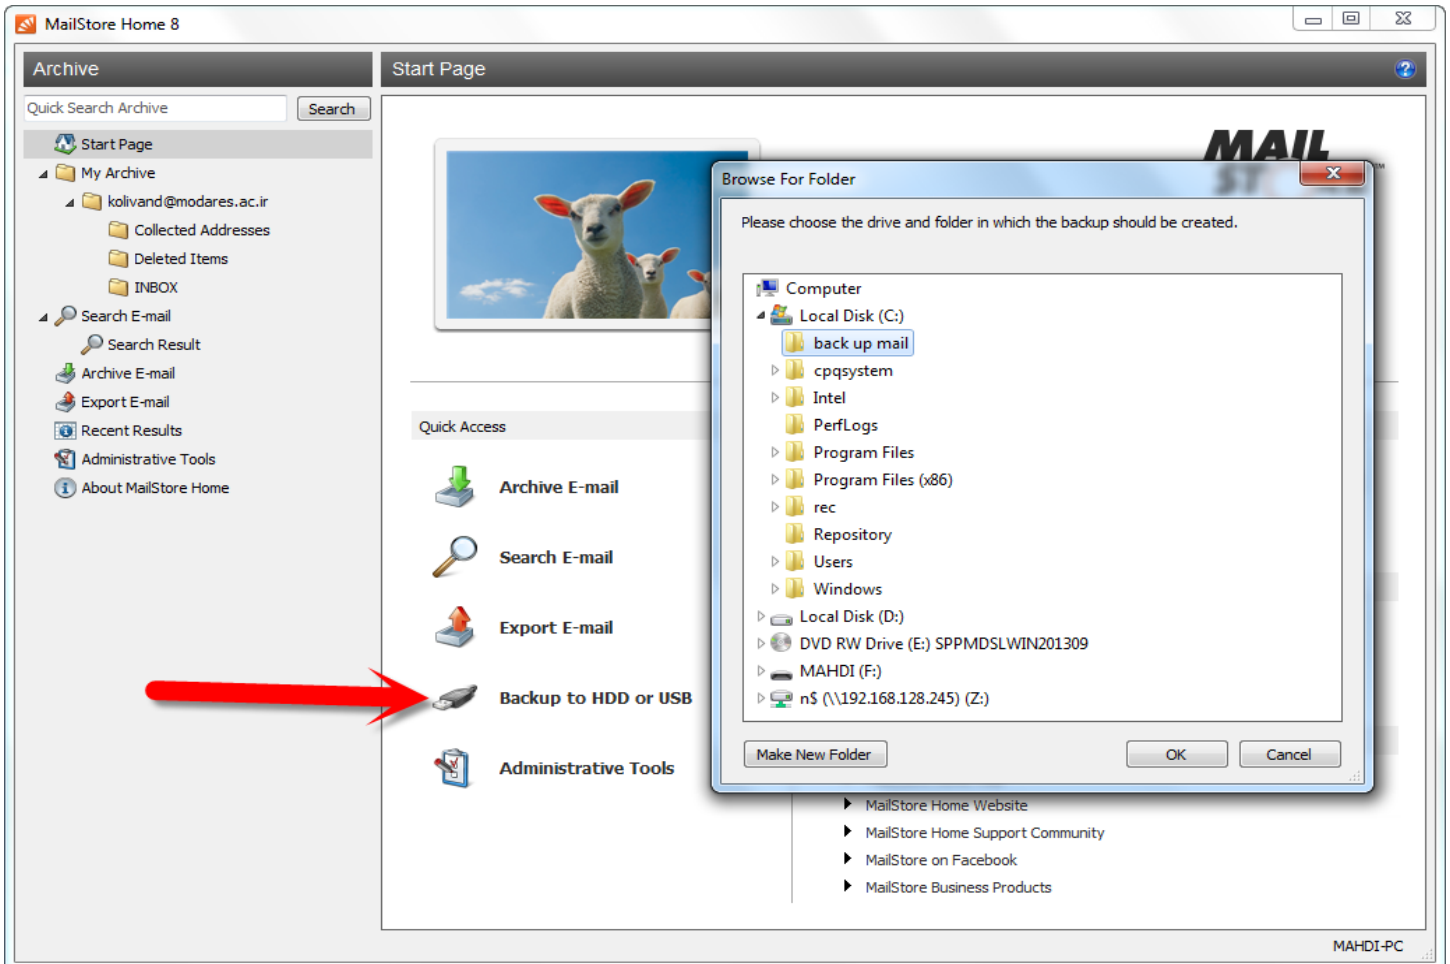 MailStore Home 8
Archive
Quick Search Archive
Search
Start Page
My Archive
kolivand@modares.ac.ir
Collected Addresses
Deleted Items
INBOX
Search E-mail
Search Result
Archive E-mail
Export E-mail
Recent Results
Administrative Tools
About MailStore Home
Start Page
MAIL
Quick Access
Archive E-mail
Search E-mail
Export E-mail
Backup to HDD or USB
Administrative Tools
Browse For Folder
Please choose the drive and folder in which the backup should be created.
Computer
Local Disk (C:)
back up mail
cpqsystem
Intel
PerfLogs
Program Files
Program Files (x86)
rec
Repository
Users
Windows
Local Disk (D:)
DVD RW Drive (E:) SPPMDSLWIN201309
MAHDI (F:)
n$ (\\192.168.128.245) (Z:)
Make New Folder
OK
Cancel
MailStore Home Website
MailStore Home Support Community
MailStore on Facebook
MailStore Business Products
MAHDI-PC